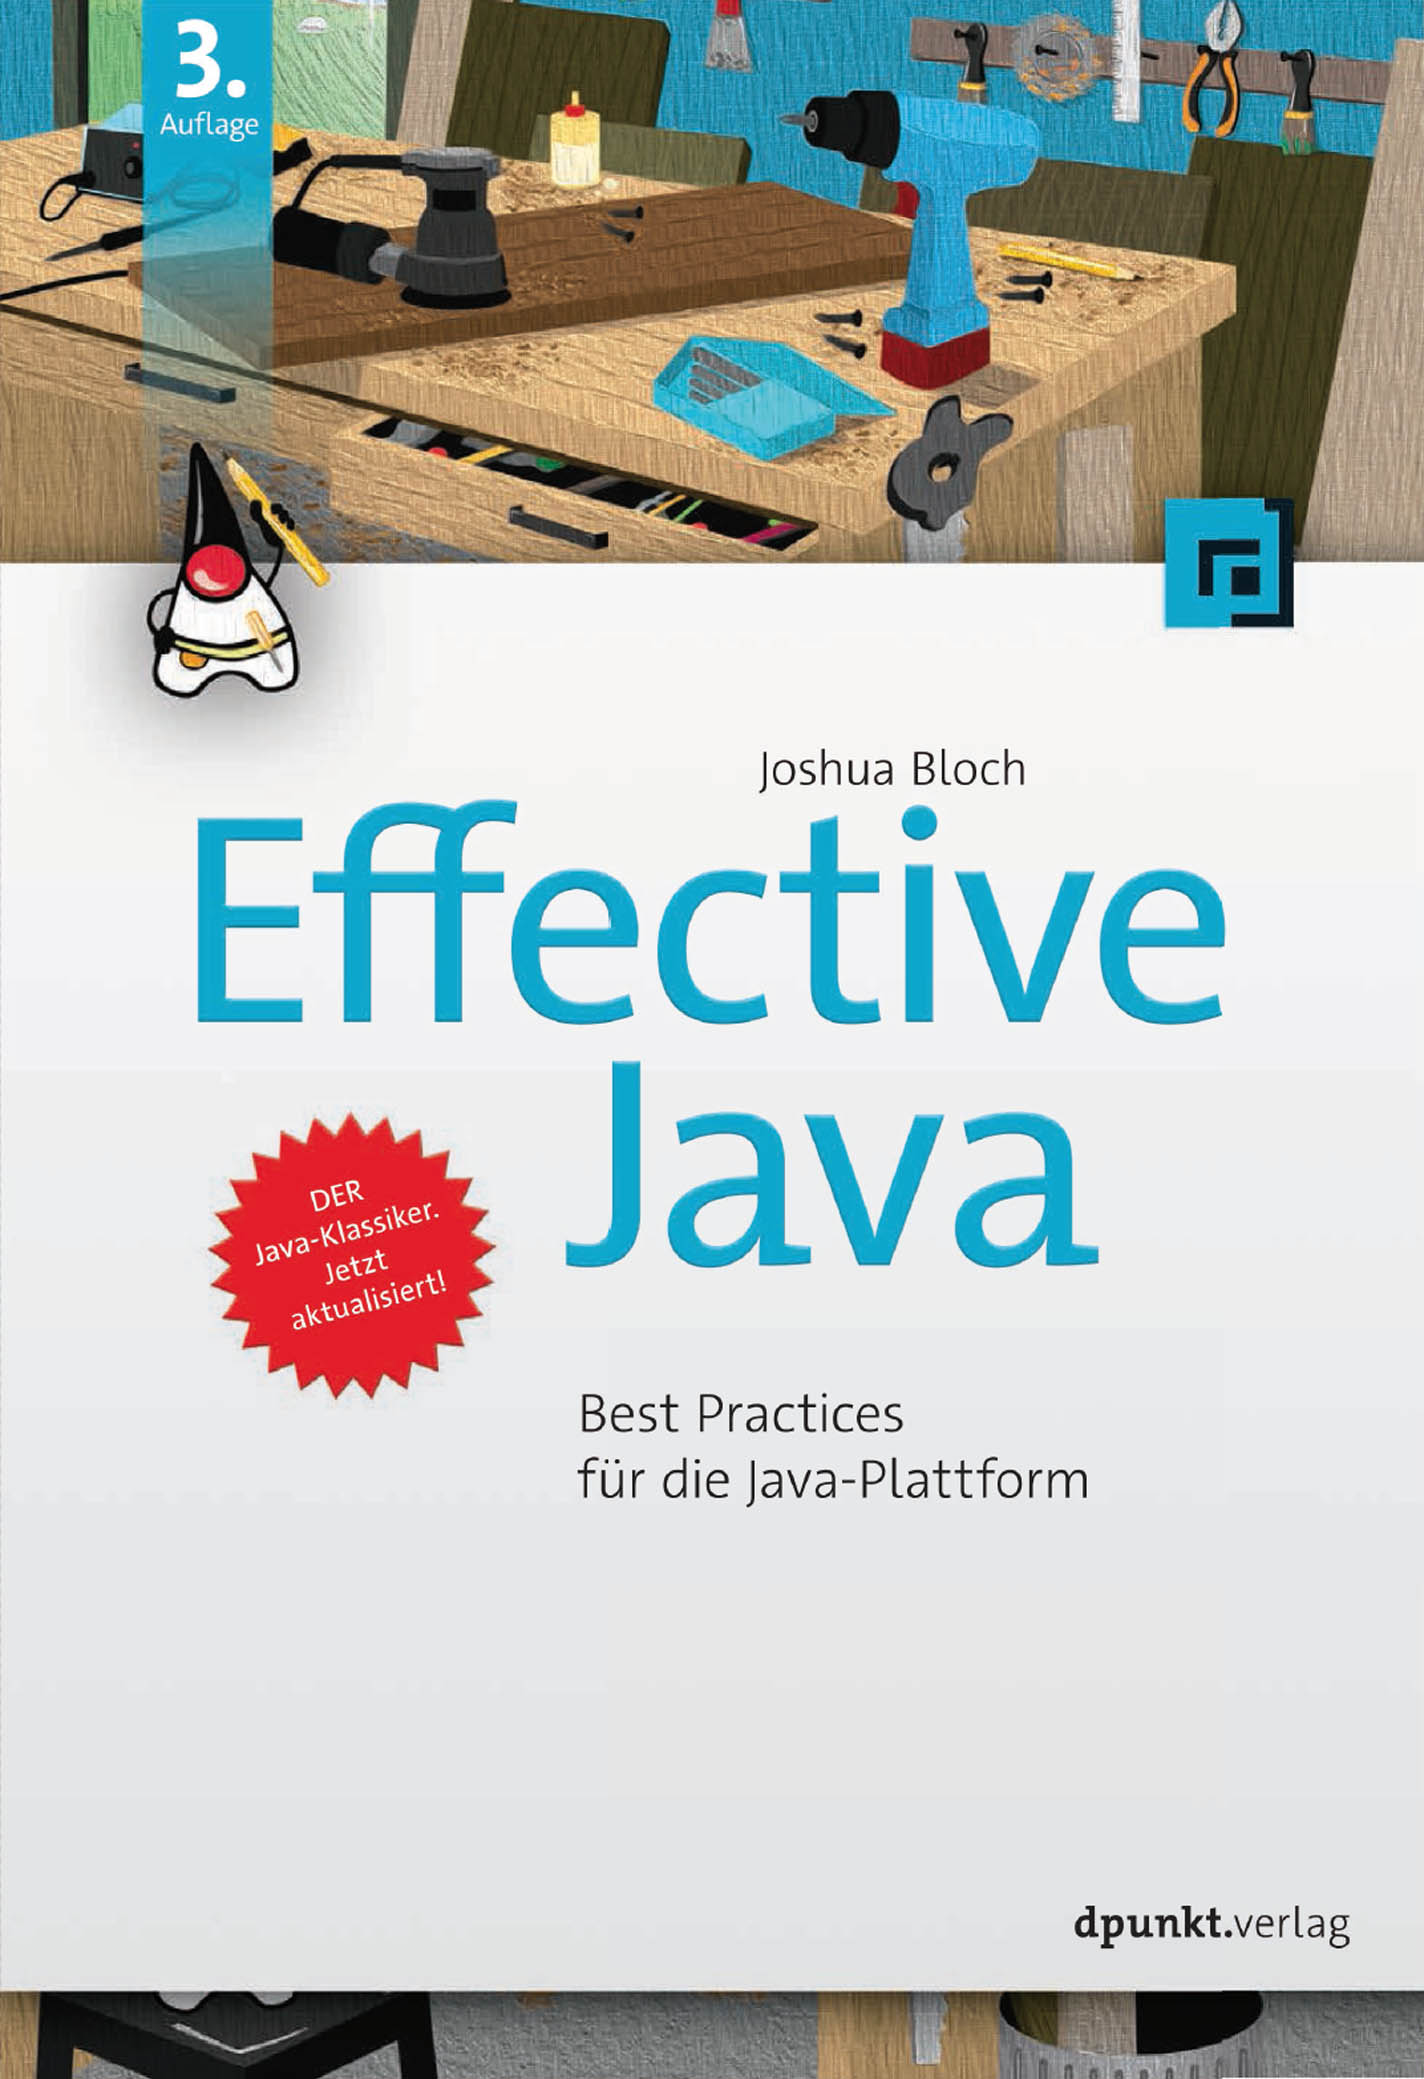 3.
Auflage
Joshua Bloch
Effective
Java
DER
Java-Klassiker.
Jetzt
aktualisiert!
Best Practices
für die Java-Plattform
dpunkt.verlag